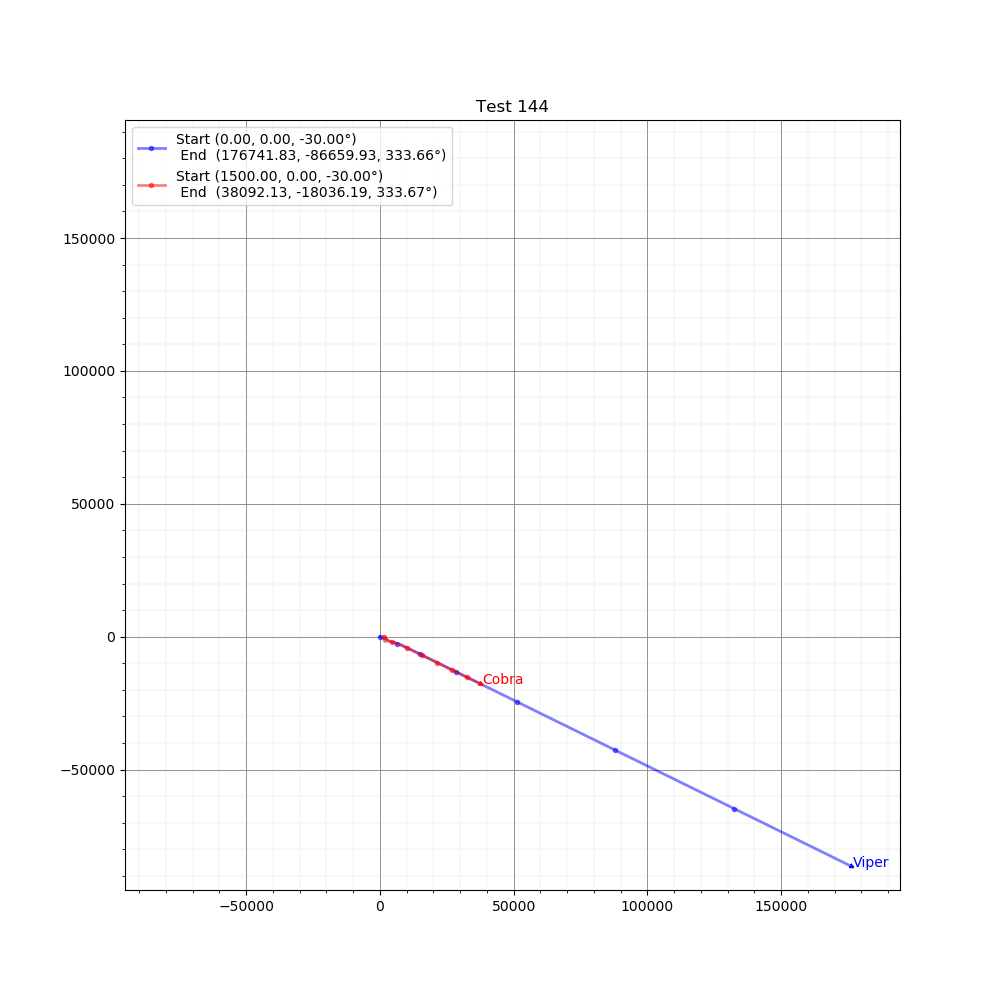 Test 144
Start (0.00, 0.00, -30.00°)
End  (176741.83, -86659.93, 333.66°)
Start (1500.00, 0.00, -30.00°)
End  (38092.13, -18036.19, 333.67°)
150000
100000
50000
0
−50000
Cobra
Viper
−50000 0 50000 100000 150000